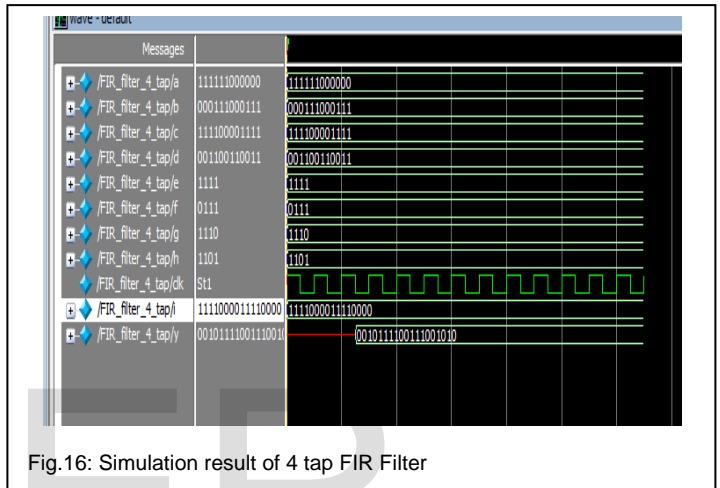 wave - default
Messages
/FIR_filter_4_tap/a 111111000000 111111000000
/FIR_filter_4_tap/b 000111000111 000111000111
/FIR_filter_4_tap/c 111100001111 111100001111
/FIR_filter_4_tap/d 001100110011 001100110011
/FIR_filter_4_tap/e 1111 1111
/FIR_filter_4_tap/f 0111 0111
/FIR_filter_4_tap/g 1110 1110
/FIR_filter_4_tap/h 1101 1101
/FIR_filter_4_tap/clk St1
/FIR_filter_4_tap/i 1111000011110000 1111000011110000
/FIR_filter_4_tap/y 0010111100111001 0010111100111001010
Fig.16: Simulation result of 4 tap FIR Filter